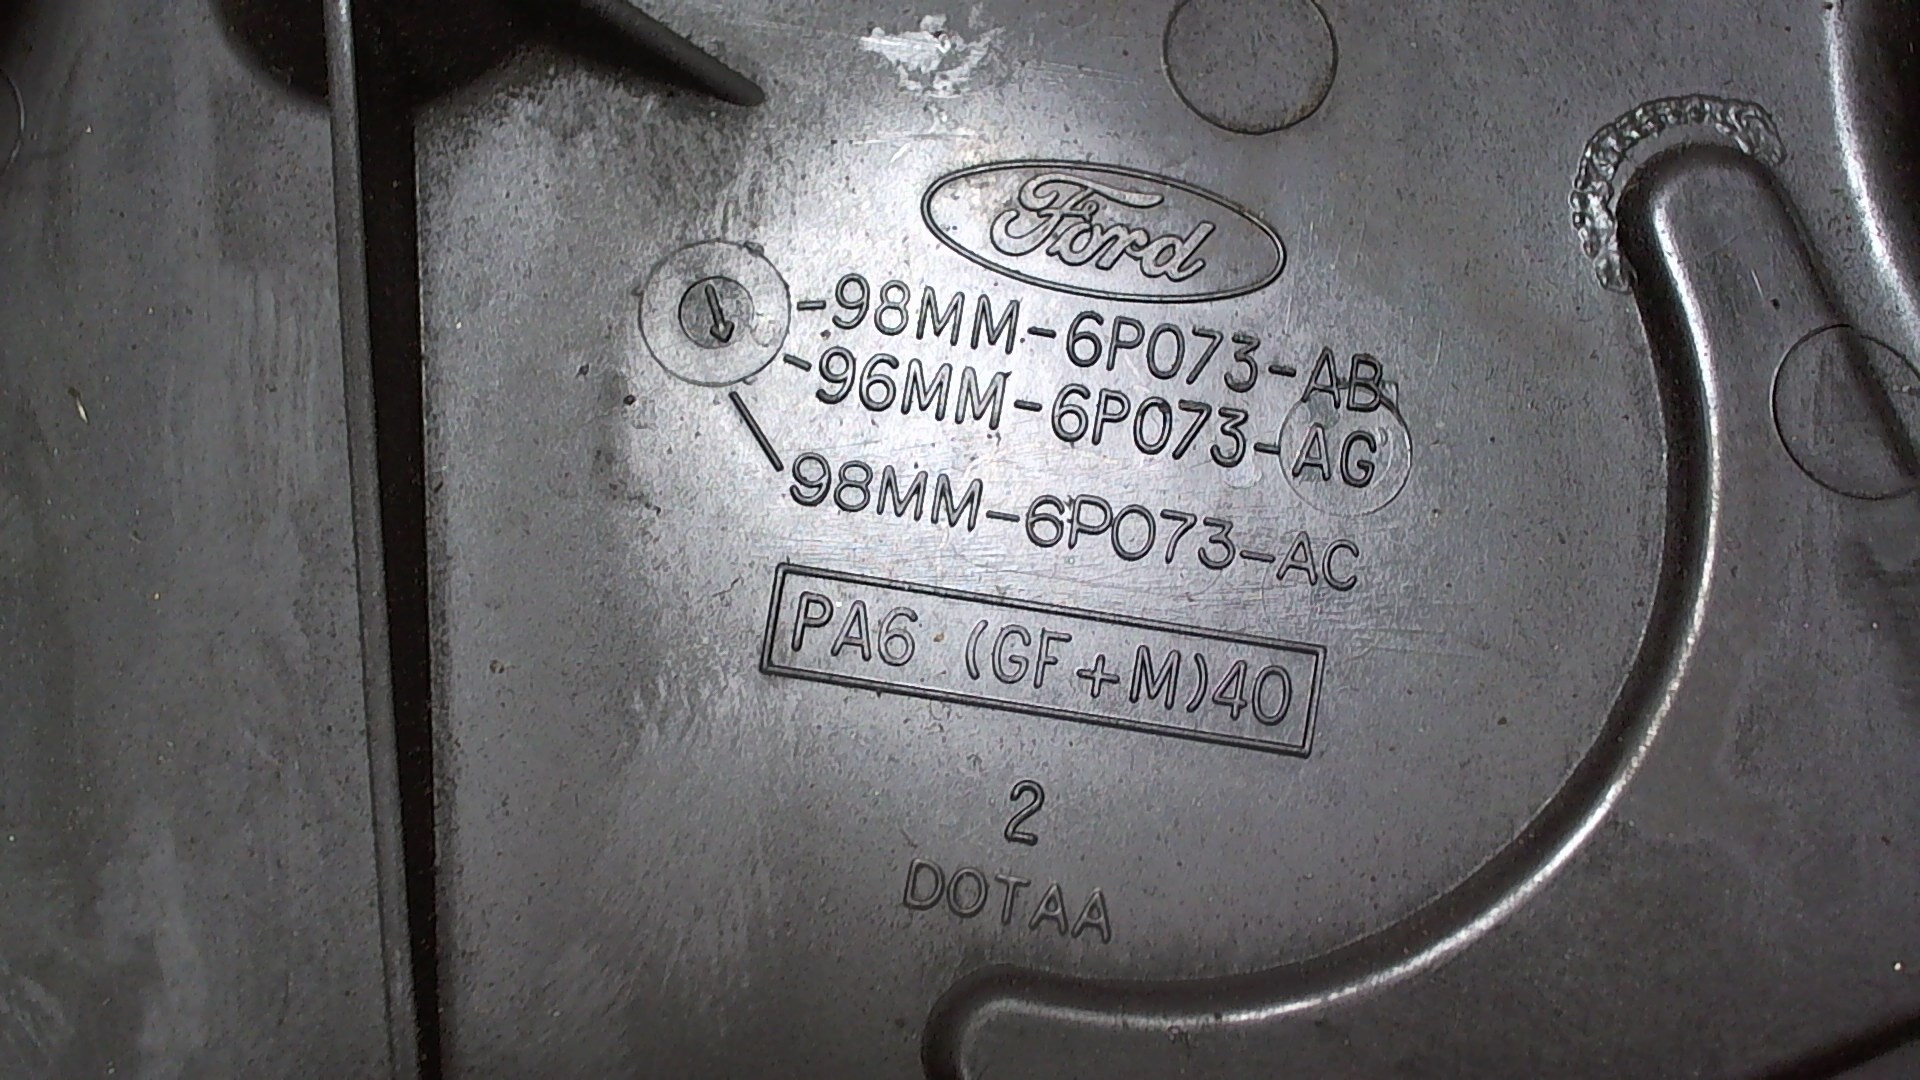 Ford
-98MM-6P073-AB
-96MM-6P073-AG
98MM-6P073-AC
PA6 (GF+M)40
2
DOTAA